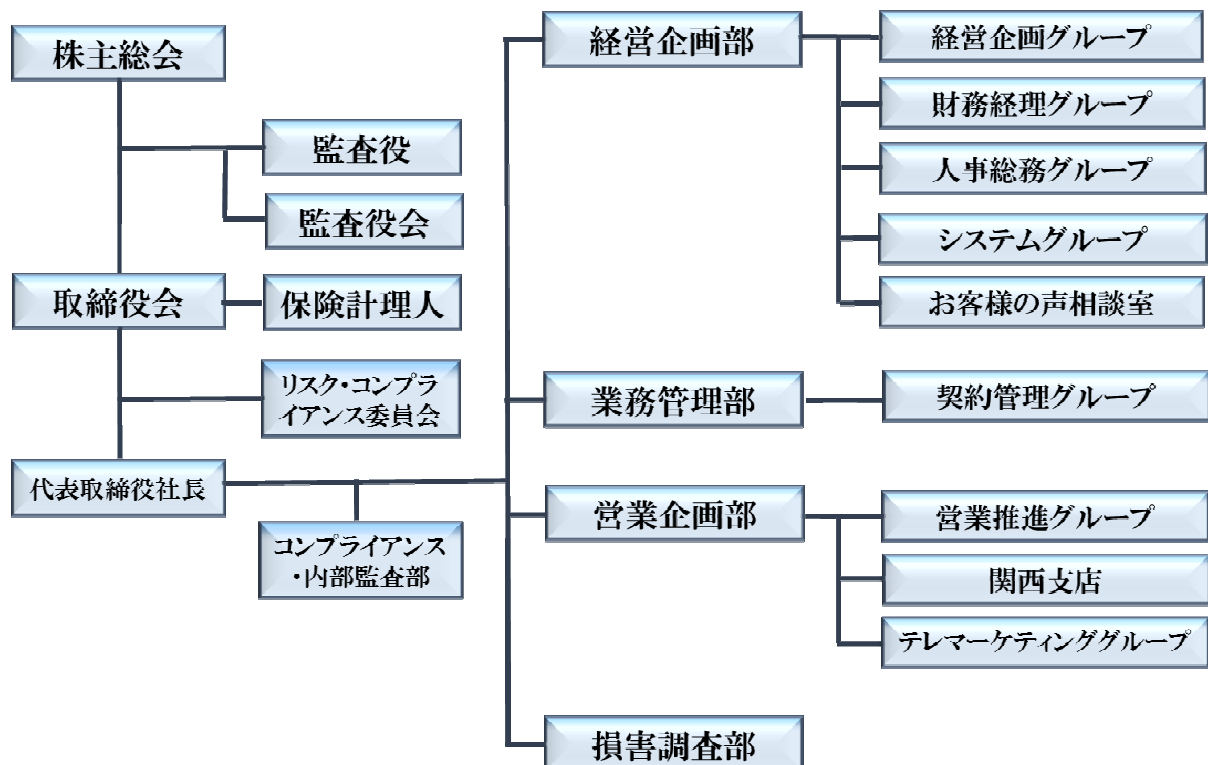 株主総会
監査役
監査役会
取締役会
保険計理人
リスク・コンプラ
イアンス委員会
代表取締役社長
コンプライアンス
・内部監査部
経営企画部
経営企画グループ
財務経理グループ
人事総務グループ
システムグループ
お客様の声相談室
業務管理部
契約管理グループ
営業企画部
営業推進グループ
関西支店
テレマーケティンググループ
損害調査部